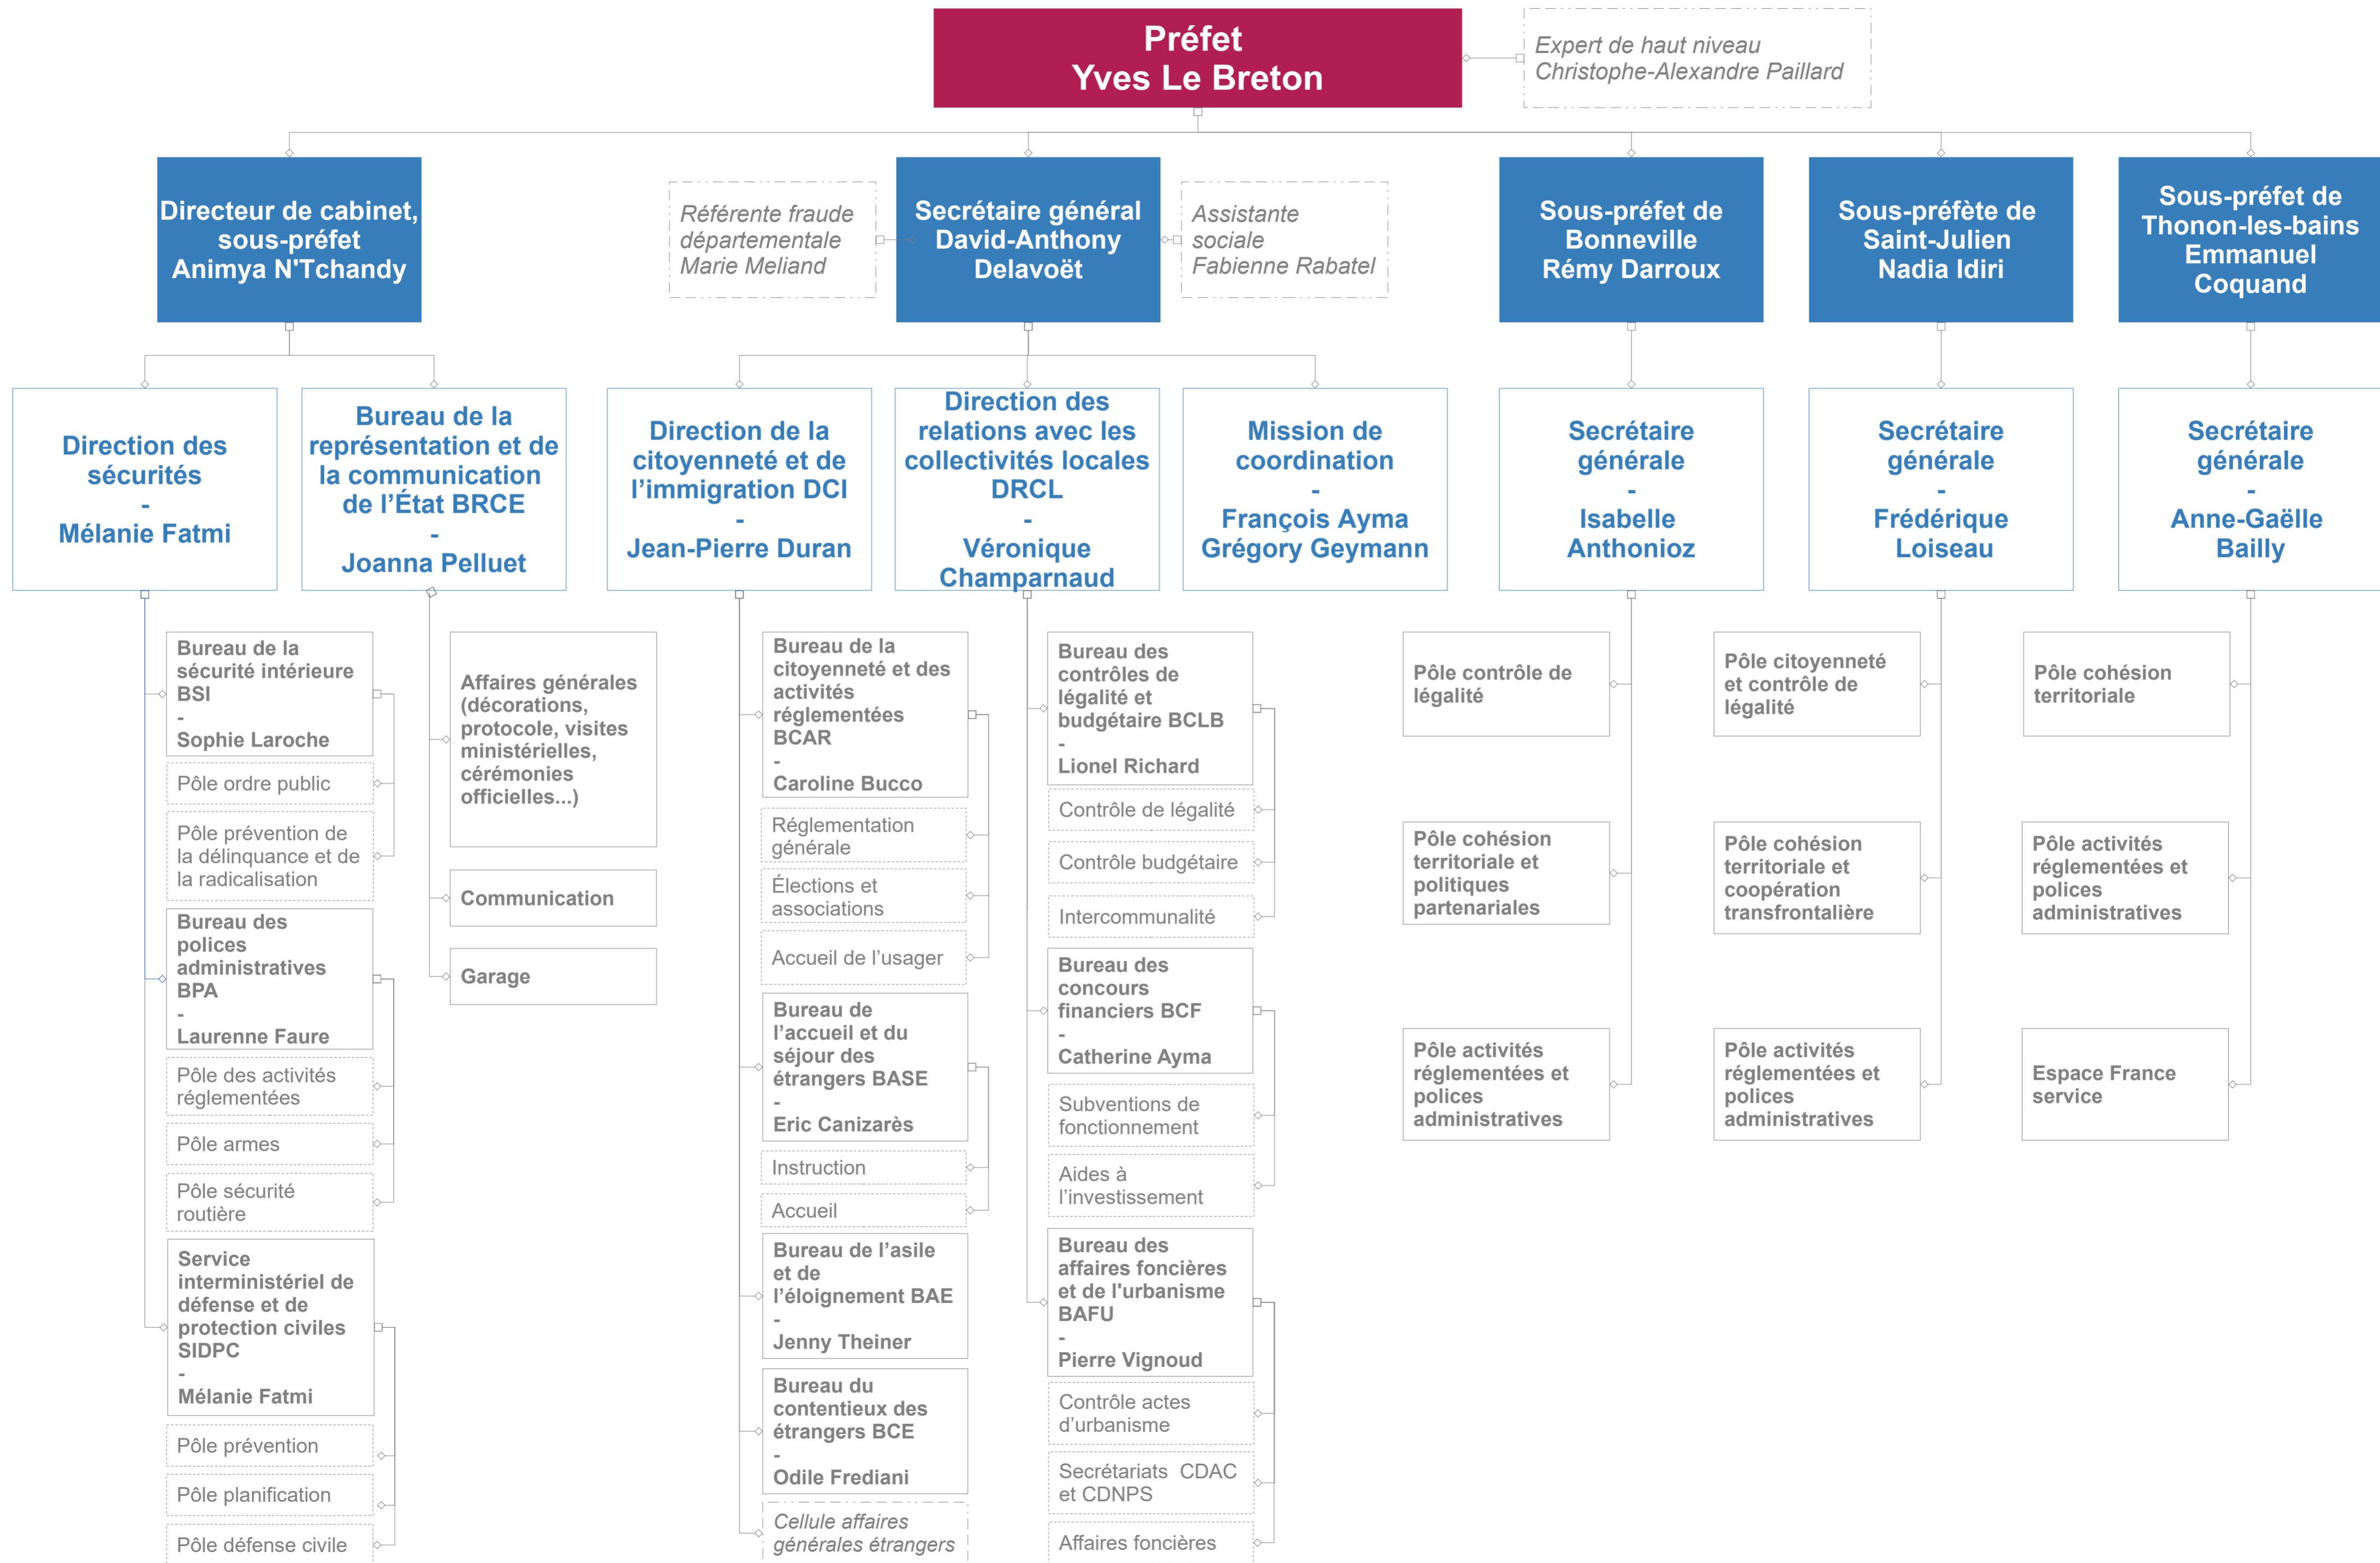 Préfet
Yves Le Breton
Expert de haut niveau
Christophe-Alexandre Paillard
Directeur de cabinet,
sous-préfet
Animya N'Tchandy
Référente fraude
départementale
Marie Meliand
Secrétaire général
David-Anthony
Delavoët
Assistante
sociale
Fabienne Rabatel
Sous-préfet de
Bonneville
Rémy Darroux
Sous-préfète de
Saint-Julien
Nadia Idiri
Sous-préfet de
Thonon-les-bains
Emmanuel
Coquand
Direction des
sécurités
-
Mélanie Fatmi
Bureau de la
représentation et de
la communication
de l’État BRCE
-
Joanna Pelluet
Direction de la
citoyenneté et de
l’immigration DCI
-
Jean-Pierre Duran
Direction des
relations avec les
collectivités locales
DRCL
-
Véronique
Champarnaud
Mission de
coordination
-
François Ayma
Grégory Geymann
Secrétaire
générale
-
Isabelle
Anthonioz
Secrétaire
générale
-
Frédérique
Loiseau
Secrétaire
générale
-
Anne-Gaëlle
Bailly
Bureau de la
sécurité intérieure
BSI
-
Sophie Laroche
Pôle ordre public
Pôle prévention de
la délinquance et de
la radicalisation
Bureau des
polices
administratives
BPA
-
Laurenne Faure
Pôle des activités
réglementées
Pôle armes
Pôle sécurité
routière
Service
interministériel de
défense et de
protection civiles
SIDPC
-
Mélanie Fatmi
Pôle prévention
Pôle planification
Pôle défense civile
Affaires générales
(décorations,
protocole, visites
ministérielles,
cérémonies
officielles...)
Communication
Garage
Bureau de la
citoyenneté et des
activités
réglementées
BCAR
-
Caroline Bucco
Réglementation
générale
Élections et
associations
Accueil de l’usager
Bureau de
l’accueil et du
séjour des
étrangers BASE
-
Eric Canizarès
Instruction
Accueil
Bureau de l’asile
et de
l’éloignement BAE
-
Jenny Theiner
Bureau du
contentieux des
étrangers BCE
-
Odile Frediani
Cellule affaires
générales étrangers
Bureau des
contrôles de
légalité et
budgétaire BCLB
-
Lionel Richard
Contrôle de légalité
Contrôle budgétaire
Intercommunalité
Bureau des
concours
financiers BCF
-
Catherine Ayma
Subventions de
fonctionnement
Aides à
l’investissement
Bureau des
affaires foncières
et de l'urbanisme
BAFU
-
Pierre Vignoud
Contrôle actes
d’urbanisme
Secrétariats CDAC
et CDNPS
Affaires foncières
Pôle contrôle de
légalité
Pôle cohésion
territoriale et
politiques
partenariales
Pôle activités
réglementées et
polices
administratives
Pôle citoyenneté
et contrôle de
légalité
Pôle cohésion
territoriale et
coopération
transfrontalière
Pôle activités
réglementées et
polices
administratives
Pôle cohésion
territoriale
Pôle activités
réglementées et
polices
administratives
Espace France
service